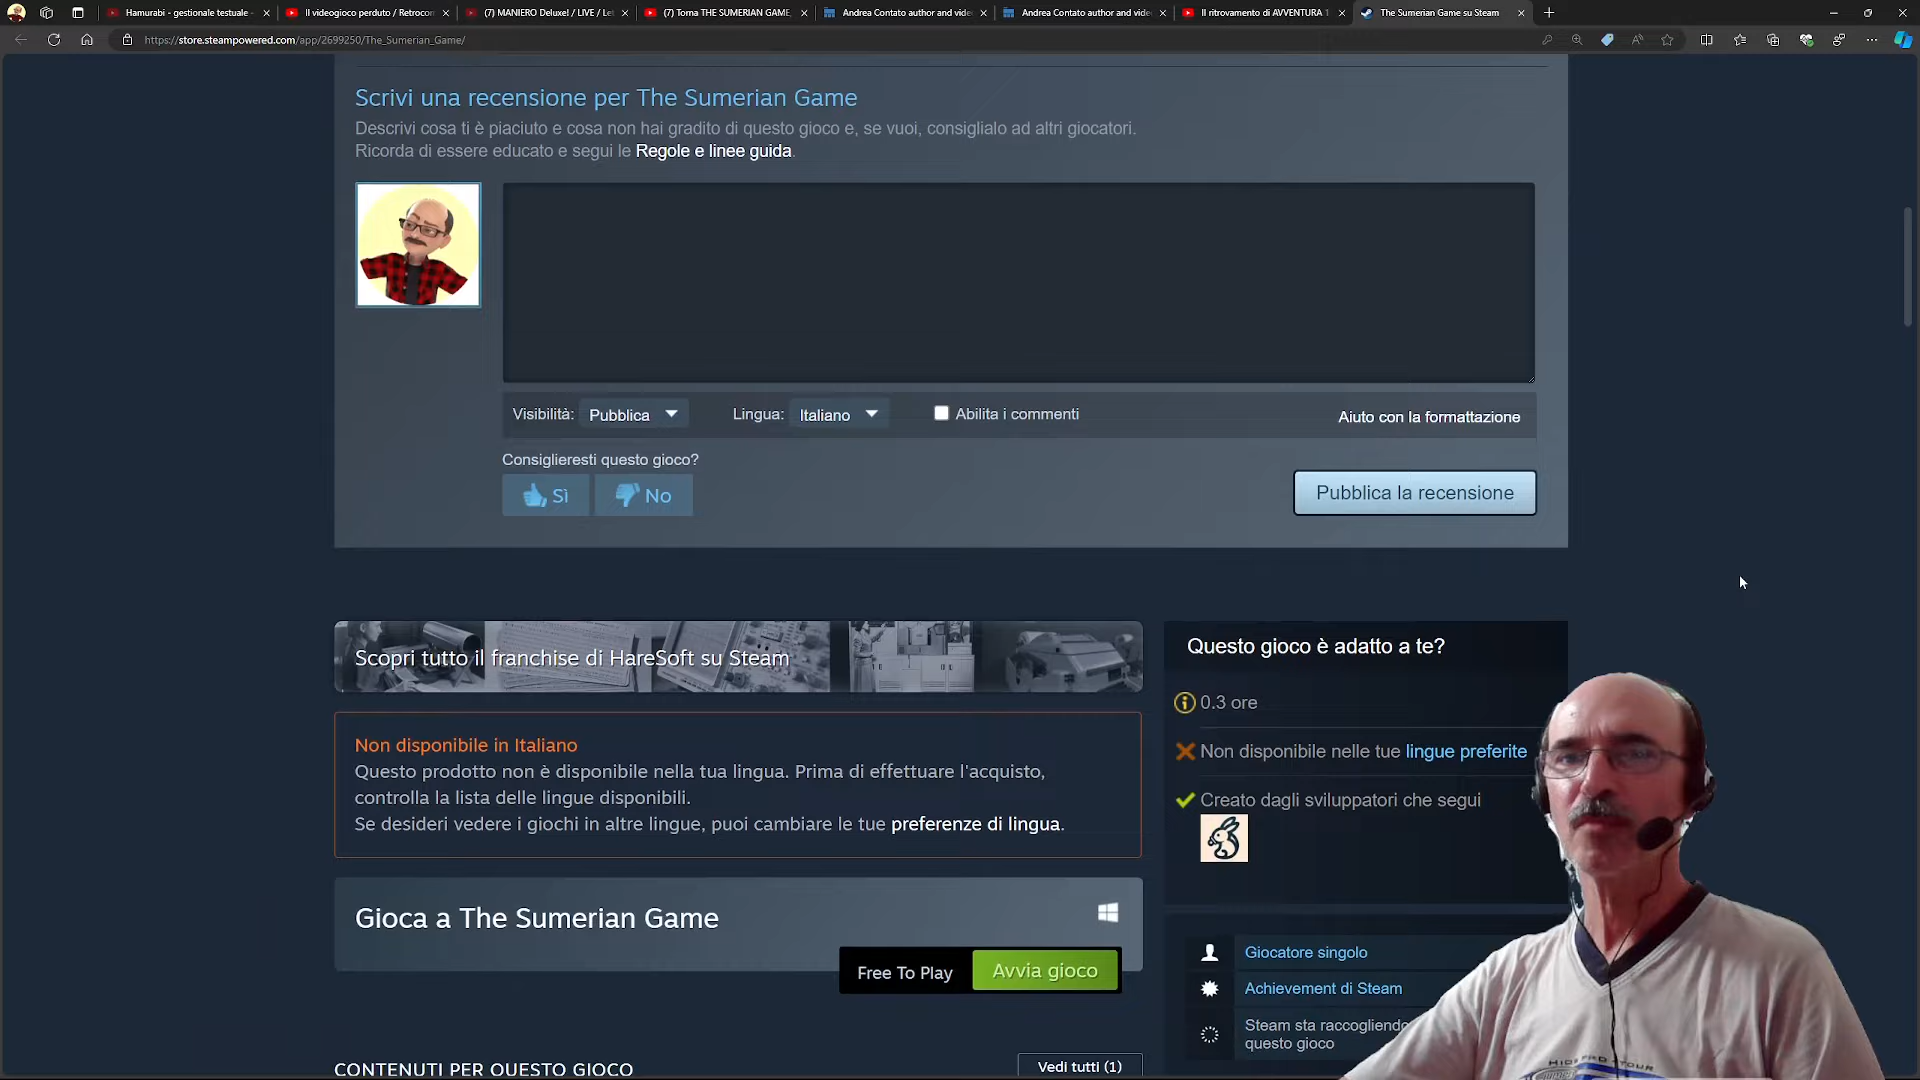 Hamurabi - gestionale testuale -
Il videogioco perduto / Retrocor
(7) MANIERO Deluxe! / LIVE / Le
(7) Torna THE SUMERIAN GAME,
Andrea Contato author and vide
Andrea Contato author and vide
Il ritrovamento di AVVENTURA 1
The Sumerian Game su Steam
https://store.steampowered.com/app/2699250/The_Sumerian_Game/
Scrivi una recensione per The Sumerian Game
Descrivi cosa ti è piaciuto e cosa non hai gradito di questo gioco e, se vuoi, consiglialo ad altri giocatori.
Ricorda di essere educato e segui le Regole e linee guida.
Visibilità: Pubblica
Lingua: Italiano
Abilita i commenti
Aiuto con la formattazione
Consiglieresti questo gioco?
Sì
No
Pubblica la recensione
Scopri tutto il franchise di HareSoft su Steam
Non disponibile in Italiano
Questo prodotto non è disponibile nella tua lingua. Prima di effettuare l'acquisto,
controlla la lista delle lingue disponibili.
Se desideri vedere i giochi in altre lingue, puoi cambiare le tue preferenze di lingua.
Gioca a The Sumerian Game
Free To Play
Avvia gioco
CONTENUTI PER QUESTO GIOCO
Vedi tutti (1)
Questo gioco è adatto a te?
0.3 ore
Non disponibile nelle tue lingue preferite
Creato dagli sviluppatori che segui
Giocatore singolo
Achievement di Steam
Steam sta raccogliendo
questo gioco